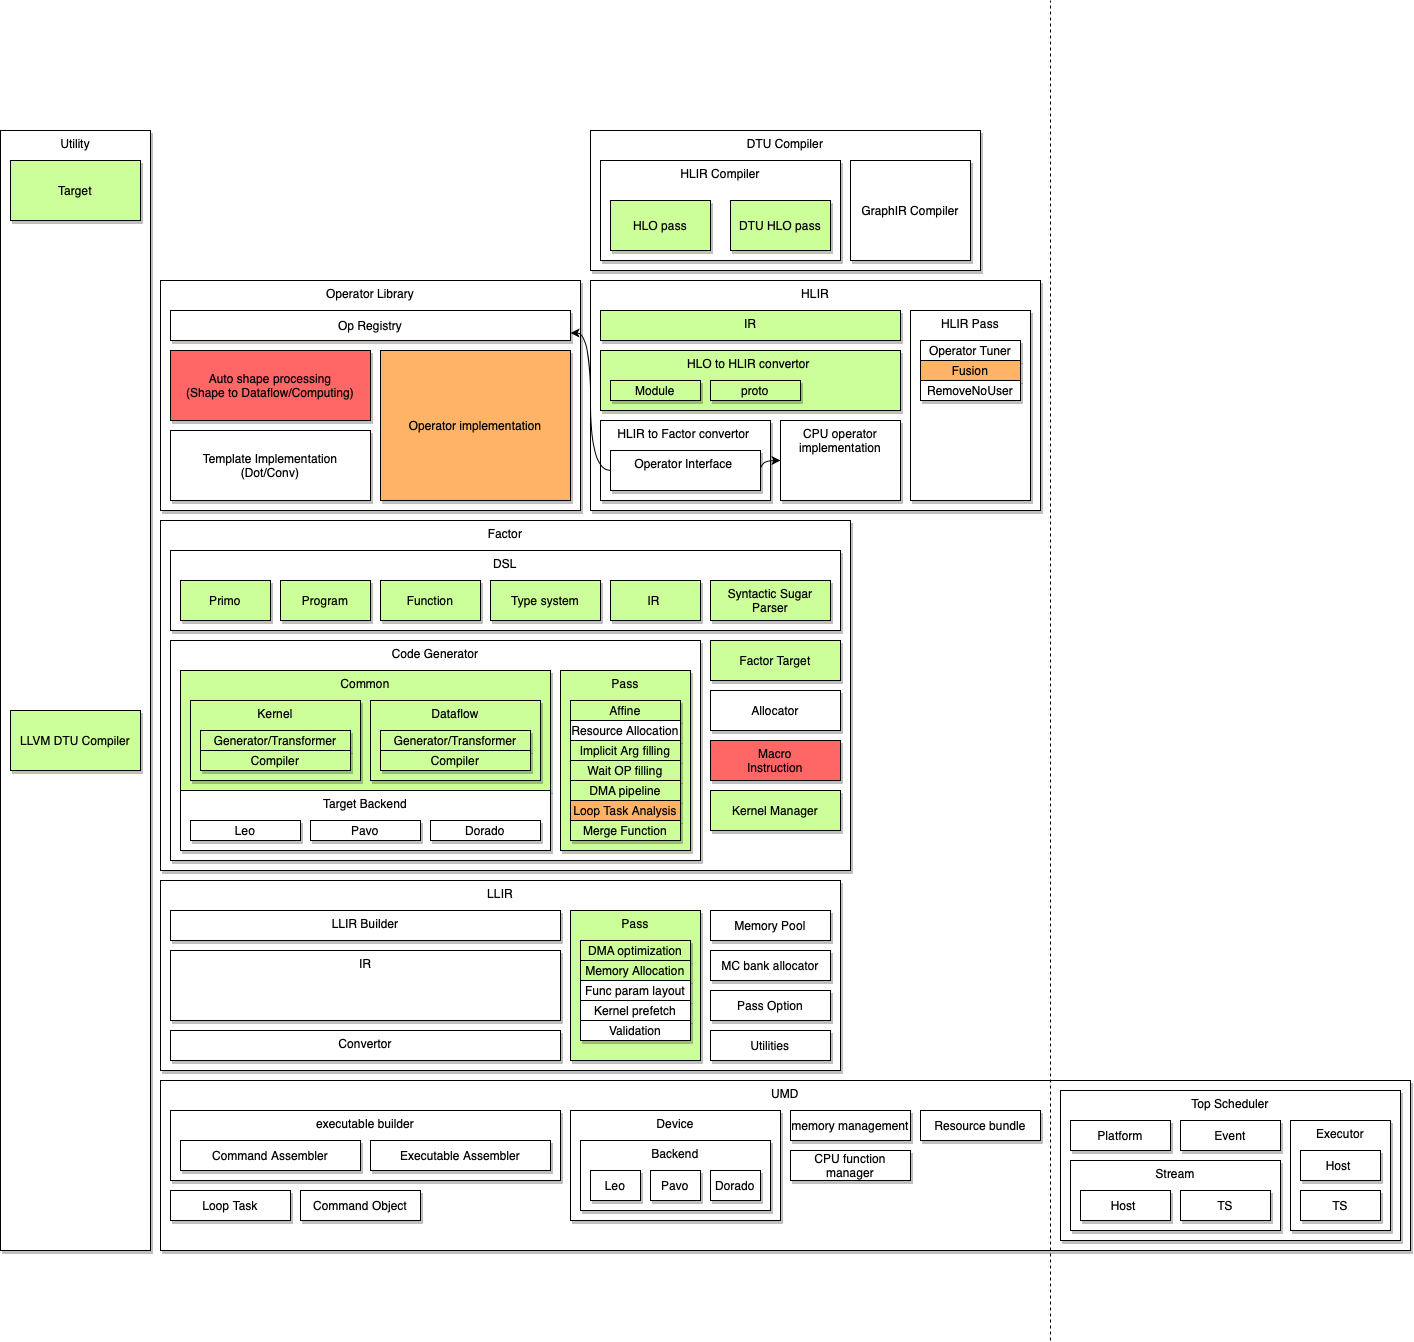 Utility
Target
LLVM DTU Compiler
DTU Compiler
HLIR Compiler
HLO pass
DTU HLO pass
GraphIR Compiler
Operator Library
Op Registry
Auto shape processing
(Shape to Dataflow/Computing)
Template Implementation
(Dot/Conv)
Operator implementation
HLIR
IR
HLO to HLIR convertor
Module
proto
HLIR to Factor convertor
Operator Interface
CPU operator
implementation
HLIR Pass
Operator Tuner
Fusion
RemoveNoUser
Factor
DSL
Primo
Program
Function
Type system
IR
Syntactic Sugar
Parser
Code Generator
Common
Kernel
Generator/Transformer
Compiler
Dataflow
Generator/Transformer
Compiler
Target Backend
Leo
Pavo
Dorado
Pass
Affine
Resource Allocation
Implicit Arg filling
Wait OP filling
DMA pipeline
Loop Task Analysis
Merge Function
Factor Target
Allocator
Macro
Instruction
Kernel Manager
LLIR
LLIR Builder
IR
Convertor
Pass
DMA optimization
Memory Allocation
Func param layout
Kernel prefetch
Validation
Memory Pool
MC bank allocator
Pass Option
Utilities
UMD
executable builder
Command Assembler
Executable Assembler
Loop Task
Command Object
Device
Backend
Leo
Pavo
Dorado
memory management
Resource bundle
CPU function
manager
Top Scheduler
Platform
Event
Stream
Host
TS
Executor
Host
TS